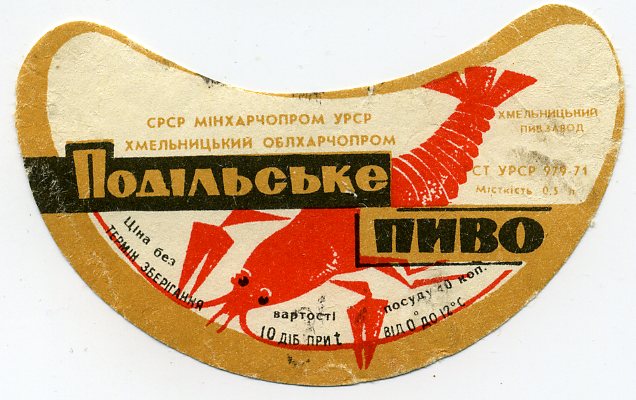 СРСР МІНХАРЧОПРОМ УРСР
ХМЕЛЬНИЦЬКИЙ ОБЛХАРЧОПРОМ
ХМЕЛЬНИЦЬКИЙ
ПИВЗАВОД
СТ УРСР 979-71
Місткість 0.5 л
Подільське
ПИВО
Ціна без вартості посуду 40 коп.
ТЕРМІН ЗБЕРІГАННЯ 10 ДІБ ПРИ t ВІД 0° ДО 12°С